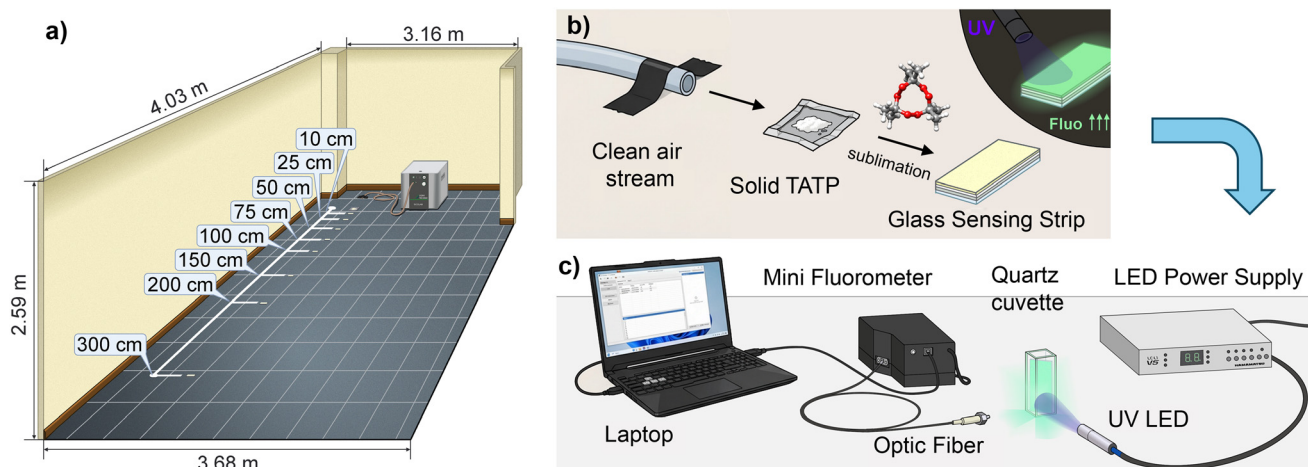 a)
3.16 m
4.03 m
10 cm
25 cm
50 cm
75 cm
100 cm
150 cm
200 cm
300 cm
2.59 m
3.68 m
b)
UV
Fluo ↑↑↑
Clean air
stream
Solid TATP
sublimation
Glass Sensing Strip
c)
Mini Fluorometer
Quartz
cuvette
LED Power Supply
Laptop
Optic Fiber
UV LED